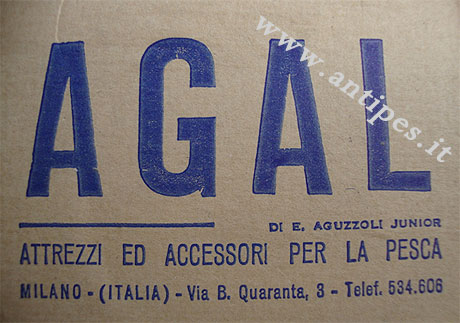 AGAL
DI E. AGUZZOLI JUNIOR
ATTREZZI ED ACCESSORI PER LA PESCA
MILANO - (ITALIA) - Via B. Quaranta, 3 - Telef. 534.606
www.antipes.it